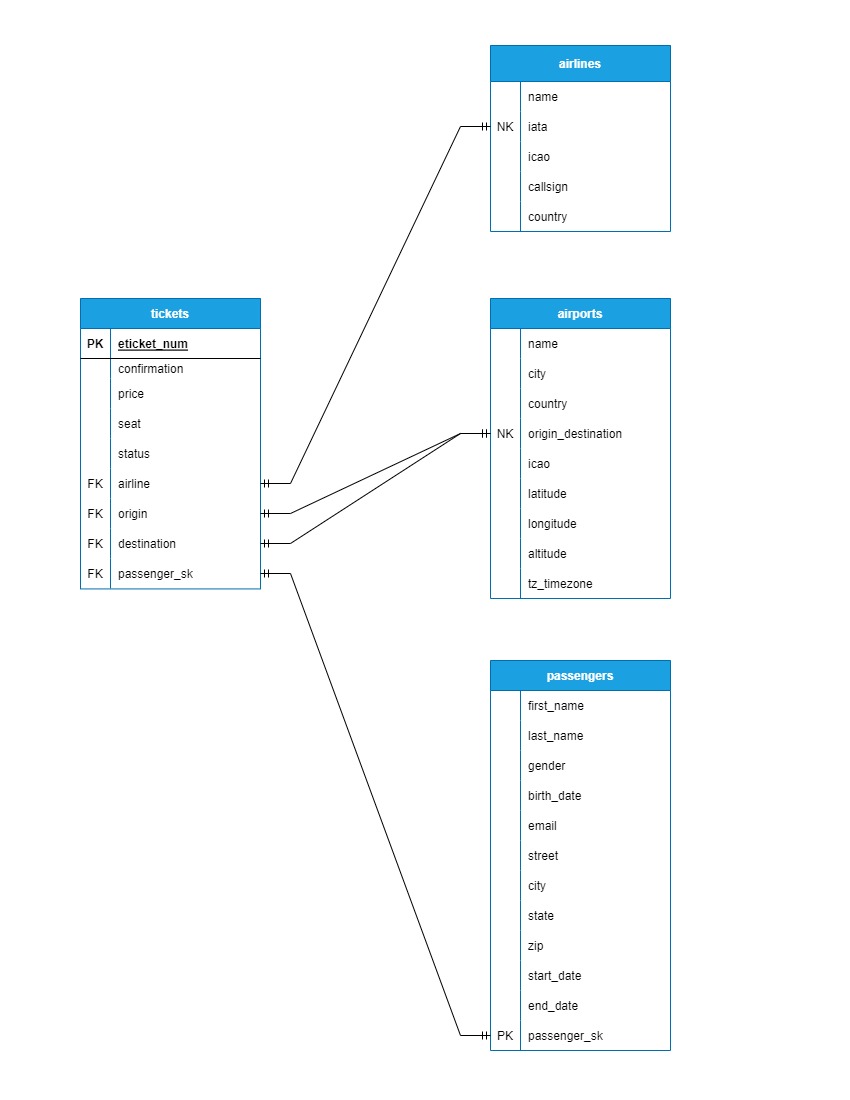 airlines
name
NK iata
icao
callsign
country
tickets
PK eticket_num
confirmation
price
seat
status
FK airline
FK origin
FK destination
FK passenger_sk
airports
name
city
country
NK origin_destination
icao
latitude
longitude
altitude
tz_timezone
passengers
first_name
last_name
gender
birth_date
email
street
city
state
zip
start_date
end_date
PK passenger_sk